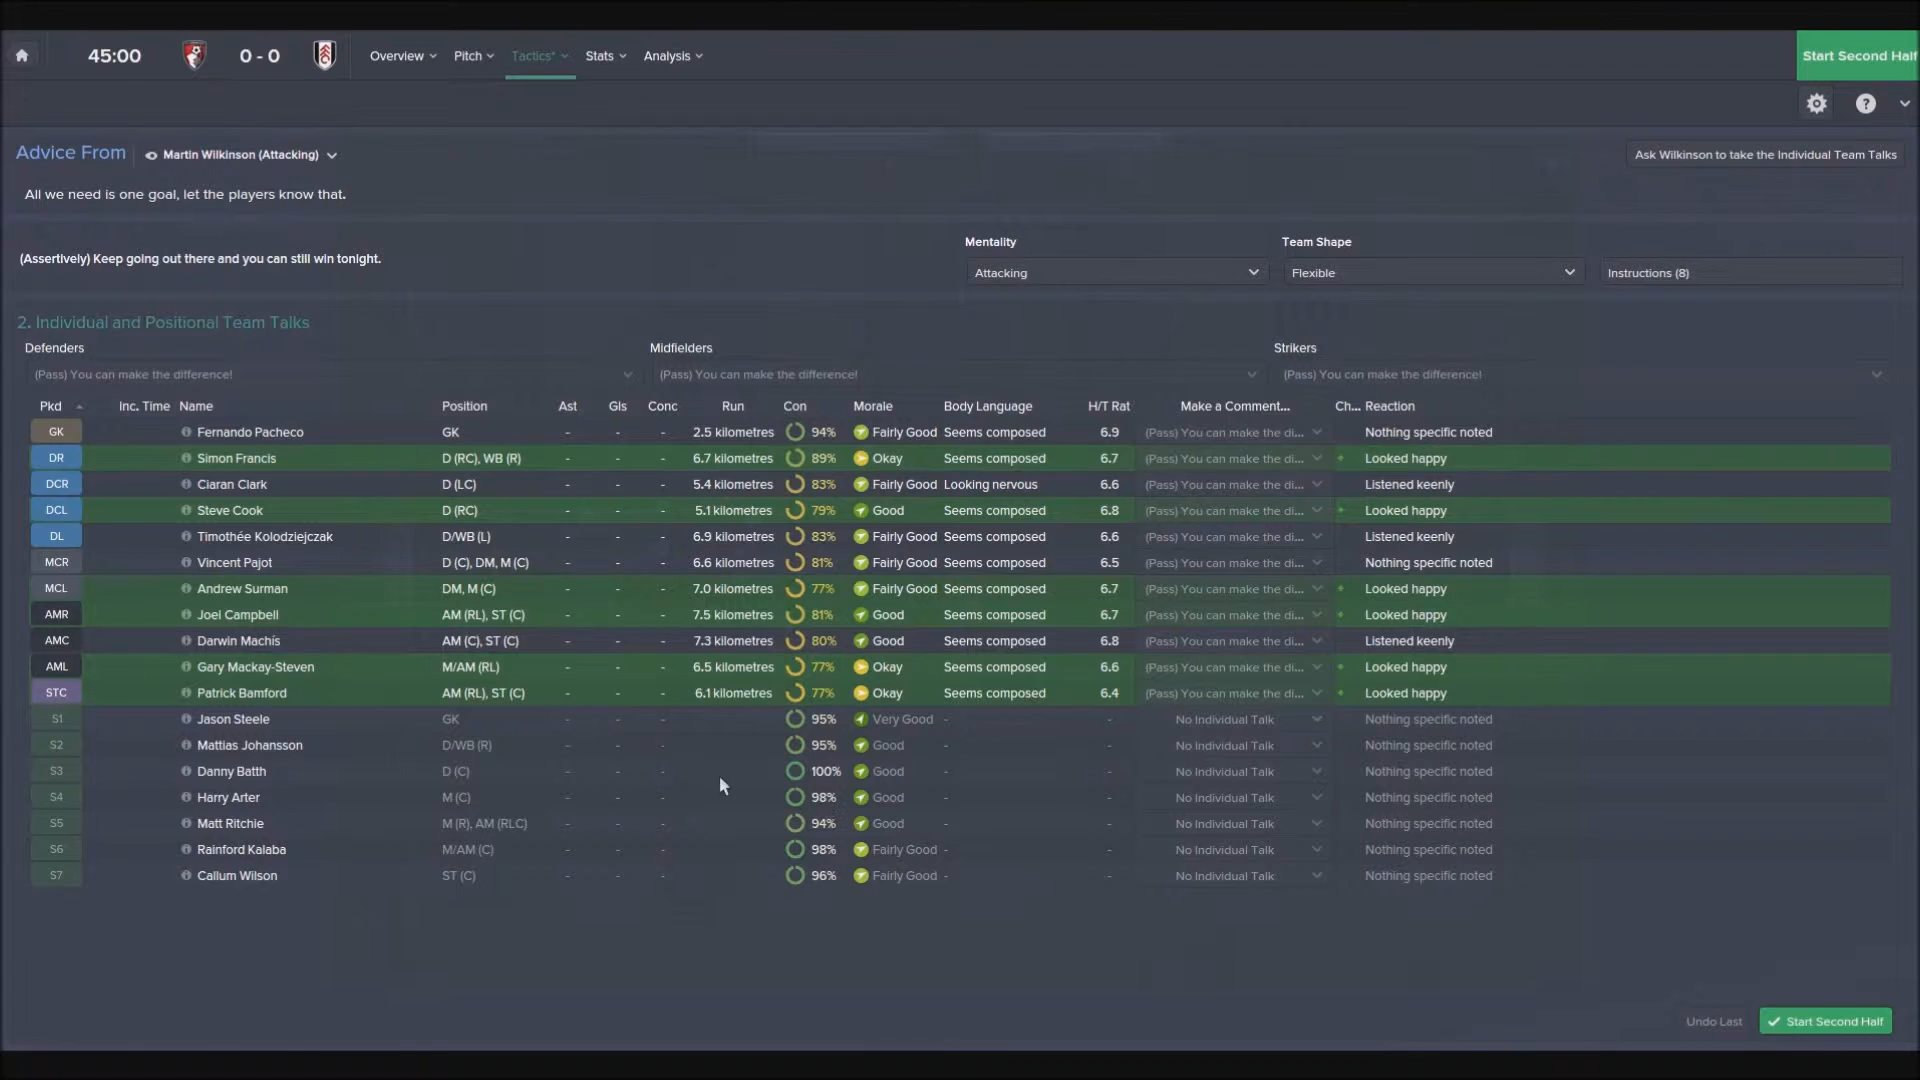 45:00 0 - 0 Overview Pitch Tactics* Stats Analysis Start Second Half
?
Advice From Martin Wilkinson (Attacking) Ask Wilkinson to take the Individual Team Talks
All we need is one goal, let the players know that.
Mentality Team Shape
(Assertively) Keep going out there and you can still win tonight.
Attacking Flexible Instructions (8)
2. Individual and Positional Team Talks
Defenders Midfielders Strikers
(Pass) You can make the difference! (Pass) You can make the difference! (Pass) You can make the difference!
Pkd Inc. Time Name Position Ast Gls Conc Run Con Morale Body Language H/T Rat Make a Comment... Ch... Reaction
GK Fernando Pacheco GK - - - 2.5 kilometres 94% Fairly Good Seems composed 6.9 (Pass) You can make the di... Nothing specific noted
DR Simon Francis D (RC), WB (R) - - - 6.7 kilometres 89% Okay Seems composed 6.7 (Pass) You can make the di... Looked happy
DCR Ciaran Clark D (LC) - - - 5.4 kilometres 83% Fairly Good Looking nervous 6.6 (Pass) You can make the di... Listened keenly
DCL Steve Cook D (RC) - - - 5.1 kilometres 79% Good Seems composed 6.8 (Pass) You can make the di... Looked happy
DL Timothée Kolodziejczak D/WB (L) - - - 6.9 kilometres 83% Fairly Good Seems composed 6.6 (Pass) You can make the di... Listened keenly
MCR Vincent Pajot D (C), DM, M (C) - - - 6.6 kilometres 81% Fairly Good Seems composed 6.5 (Pass) You can make the di... Nothing specific noted
MCL Andrew Surman DM, M (C) - - - 7.0 kilometres 77% Fairly Good Seems composed 6.7 (Pass) You can make the di... Looked happy
AMR Joel Campbell AM (RL), ST (C) - - - 7.5 kilometres 81% Good Seems composed 6.7 (Pass) You can make the di... Looked happy
AMC Darwin Machís AM (C), ST (C) - - - 7.3 kilometres 80% Good Seems composed 6.8 (Pass) You can make the di... Listened keenly
AML Gary Mackay-Steven M/AM (RL) - - - 6.5 kilometres 77% Okay Seems composed 6.6 (Pass) You can make the di... Looked happy
STC Patrick Bamford AM (RL), ST (C) - - - 6.1 kilometres 77% Okay Seems composed 6.4 (Pass) You can make the di... Looked happy
S1 Jason Steele GK - - - 95% Very Good - - No Individual Talk Nothing specific noted
S2 Mattias Johansson D/WB (R) - - - 95% Good - - No Individual Talk Nothing specific noted
S3 Danny Batth D (C) - - - 100% Good - - No Individual Talk Nothing specific noted
S4 Harry Arter M (C) - - - 98% Good - - No Individual Talk Nothing specific noted
S5 Matt Ritchie M (R), AM (RLC) - - - 94% Good - - No Individual Talk Nothing specific noted
S6 Rainford Kalaba M/AM (C) - - - 98% Fairly Good - - No Individual Talk Nothing specific noted
S7 Callum Wilson ST (C) - - - 96% Fairly Good - - No Individual Talk Nothing specific noted
Undo Last Start Second Half